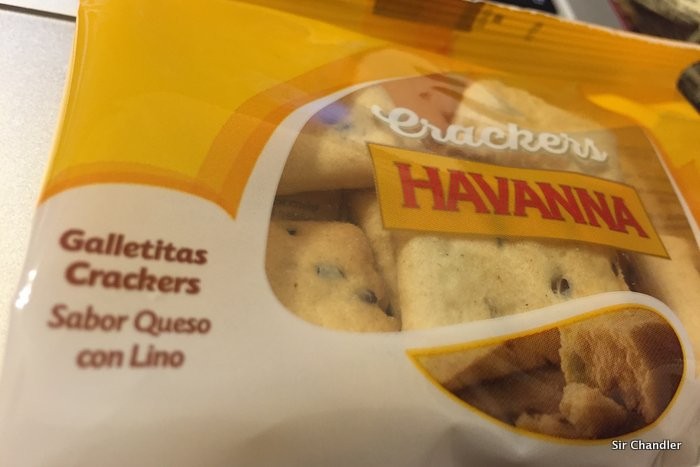 Crackers
HAVANNA
Galletitas
Crackers
Sabor Queso
con Lino
Sir Chandler